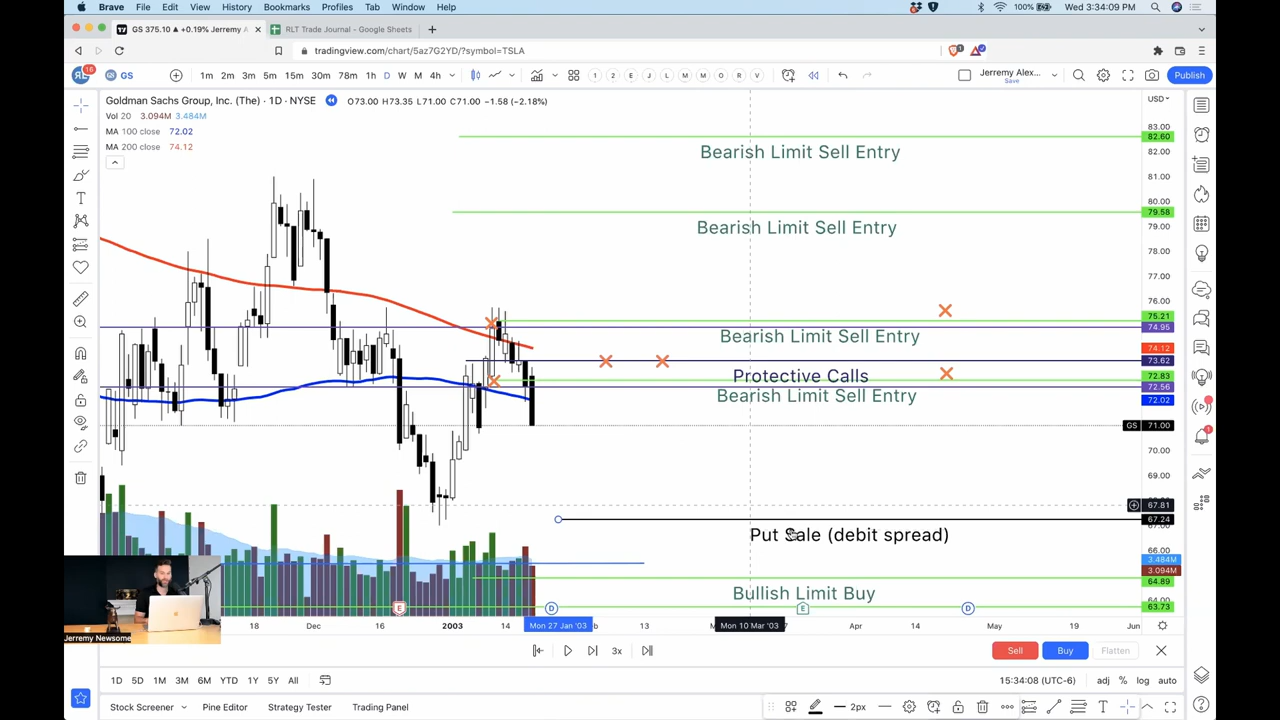 Brave File Edit View History Bookmarks Profiles Tab Window Help 100% Wed 3:34:09 PM
GS 375.10 ▲ +0.19% Jerremy A
RLT Trade Journal - Google Sheets
tradingview.com/chart/5az7G2YD/?symbol=TSLA
16 GS 1m 2m 3m 5m 15m 30m 78m 1h D W M 4h 1 2 E J L M M O R V Jerremy Alex... Save Publish
Goldman Sachs Group, Inc. (The) · 1D · NYSE O73.00 H73.35 L71.00 C71.00 −1.58 (−2.18%)
USD
Vol 20 3.094M 3.484M
MA 100 close 72.02
MA 200 close 74.12
83.00
82.60
Bearish Limit Sell Entry
82.00
81.00
80.00
79.58
Bearish Limit Sell Entry
79.00
78.00
77.00
76.00
75.21
74.95
Bearish Limit Sell Entry
74.12
73.62
Protective Calls
72.83
72.56
Bearish Limit Sell Entry
72.02
GS 71.00
70.00
69.00
67.81
67.24
Put Sale (debit spread)
66.00
3.484M
3.094M
64.89
Bullish Limit Buy
63.73
E D E D
Jerremy Newsome
18 Dec 16 2003 14 Mon 27 Jan '03 13 Mon 10 Mar '03 Apr 14 May 19 Jun
3x
Sell Buy Flatten
1D 5D 1M 3M 6M YTD 1Y 5Y All 15:34:08 (UTC-6) adj % log auto
Stock Screener Pine Editor Strategy Tester Trading Panel 2px